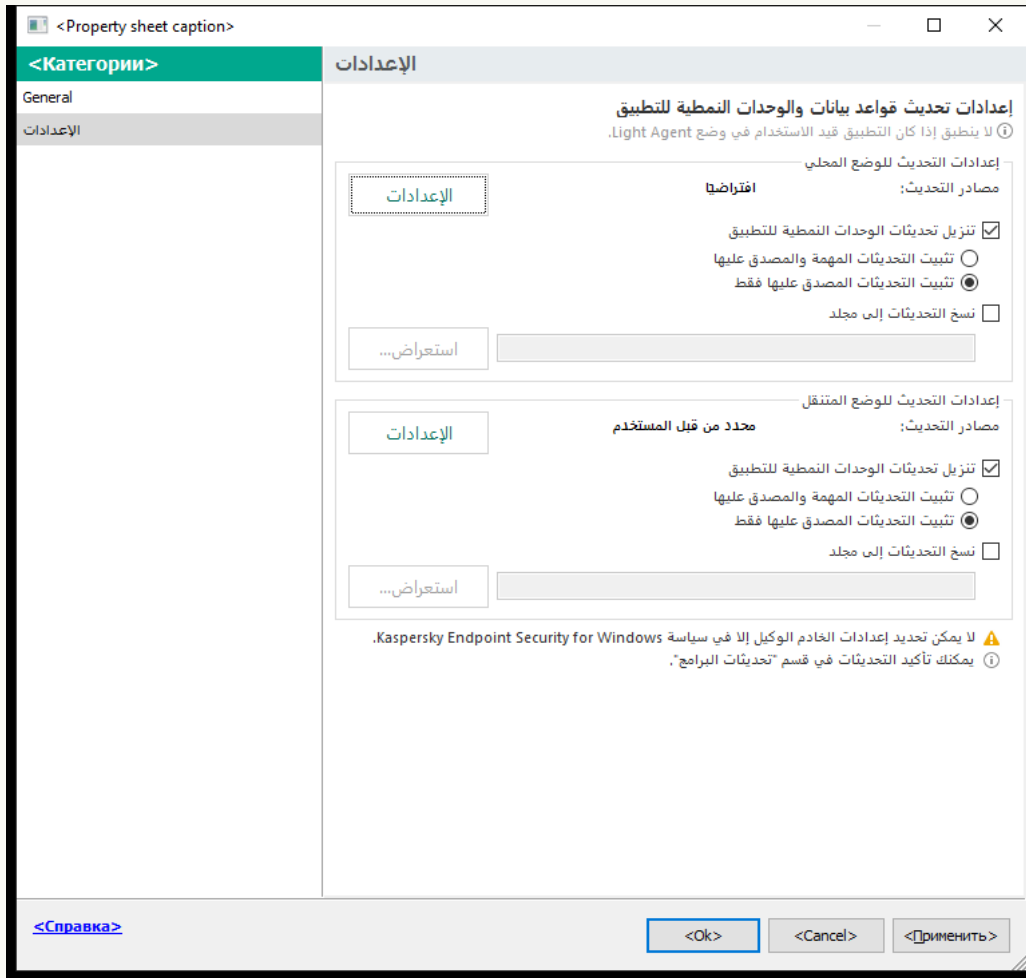 <Property sheet caption>
<Категории>
General
الإعدادات
الإعدادات
إعدادات تحديث قواعد بيانات والوحدات النمطية للتطبيق
لا ينطبق إذا كان التطبيق قيد الاستخدام في وضع Light Agent.
إعدادات التحديث للوضع المحلي
مصادر التحديث: افتراضيًا الإعدادات
تنزيل تحديثات الوحدات النمطية للتطبيق
تثبيت التحديثات المهمة والمصدق عليها
تثبيت التحديثات المصدق عليها فقط
نسخ التحديثات إلى مجلد
استعراض...
إعدادات التحديث للوضع المتنقل
مصادر التحديث: محدد من قبل المستخدم الإعدادات
تنزيل تحديثات الوحدات النمطية للتطبيق
تثبيت التحديثات المهمة والمصدق عليها
تثبيت التحديثات المصدق عليها فقط
نسخ التحديثات إلى مجلد
استعراض...
لا يمكن تحديد إعدادات الخادم الوكيل إلا في سياسة Kaspersky Endpoint Security for Windows.
يمكنك تأكيد التحديثات في قسم "تحديثات البرامج".
<Справка>
<Ok> <Cancel> <Применить>